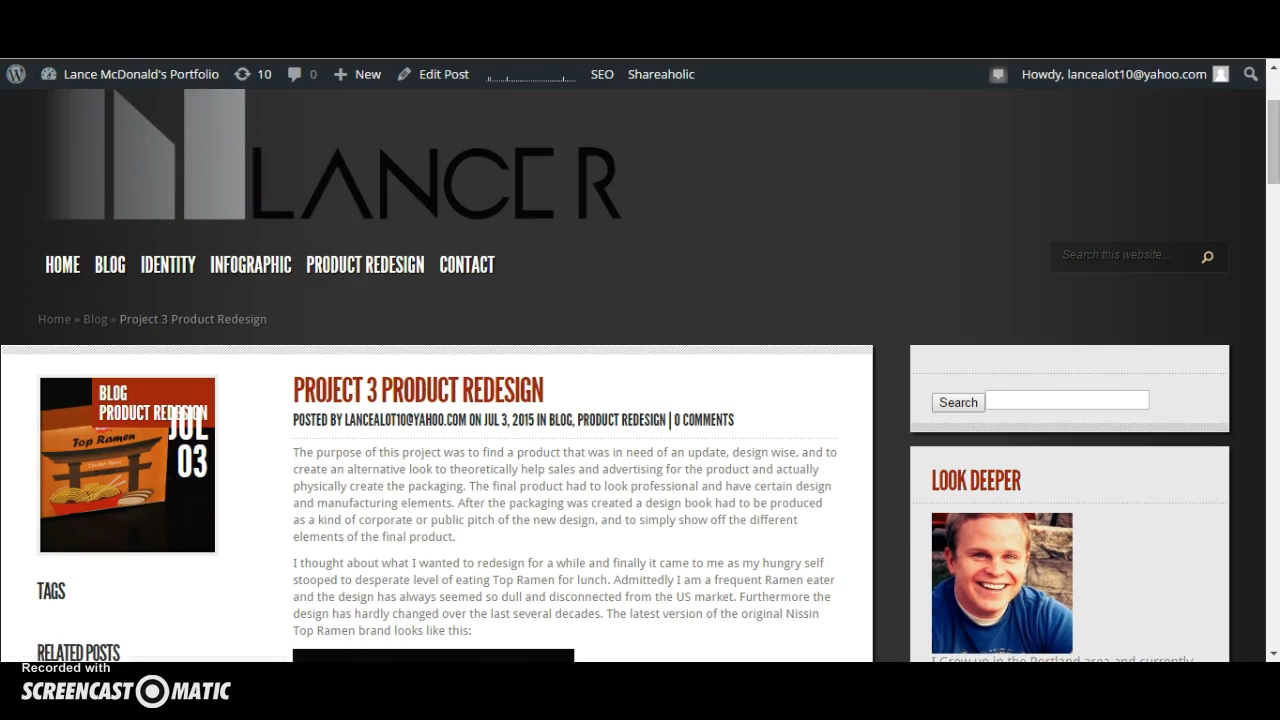 Lance McDonald's Portfolio 10 0 New Edit Post SEO Shareaholic Howdy, lancealot10@yahoo.com
LANCER
HOME BLOG IDENTITY INFOGRAPHIC PRODUCT REDESIGN CONTACT
Search this website...
Home » Blog » Project 3 Product Redesign
BLOG
PRODUCT REDESIGN
JUL
03
Top Ramen
TAGS
RELATED POSTS
PROJECT 3 PRODUCT REDESIGN
POSTED BY LANCEALOT10@YAHOO.COM ON JUL 3, 2015 IN BLOG, PRODUCT REDESIGN | 0 COMMENTS
The purpose of this project was to find a product that was in need of an update, design wise, and to
create an alternative look to theoretically help sales and advertising for the product and actually
physically create the packaging. The final product had to look professional and have certain design
and manufacturing elements. After the packaging was created a design book had to be produced
as a kind of corporate or public pitch of the new design, and to simply show off the different
elements of the final product.
I thought about what I wanted to redesign for a while and finally it came to me as my hungry self
stooped to desperate level of eating Top Ramen for lunch. Admittedly I am a frequent Ramen eater
and the design has always seemed so dull and disconnected from the US market. Furthermore the
design has hardly changed over the last several decades. The latest version of the original Nissin
Top Ramen brand looks like this:
Search
LOOK DEEPER
I Grew up in the Portland area and currently
Recorded with
SCREENCAST O MATIC